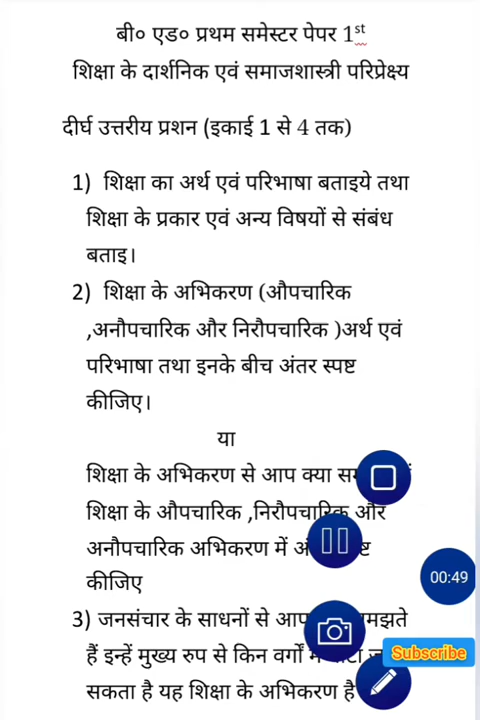 बी० एड० प्रथम समेस्टर पेपर 1st
शिक्षा के दार्शनिक एवं समाजशास्त्री परिप्रेक्ष्य
दीर्घ उत्तरीय प्रशन (इकाई 1 से 4 तक)
1) शिक्षा का अर्थ एवं परिभाषा बताइये तथा
शिक्षा के प्रकार एवं अन्य विषयों से संबंध
बताइ।
2) शिक्षा के अभिकरण (औपचारिक
,अनौपचारिक और निरौपचारिक )अर्थ एवं
परिभाषा तथा इनके बीच अंतर स्पष्ट
कीजिए।
या
शिक्षा के अभिकरण से आप क्या
शिक्षा के औपचारिक ,निरौपचारिक और
अनौपचारिक अभिकरण में
कीजिए
00:49
3) जनसंचार के साधनों से आप
हैं इन्हें मुख्य रुप से किन वर्गों
Subscribe
सकता है यह शिक्षा के अभिकरण है